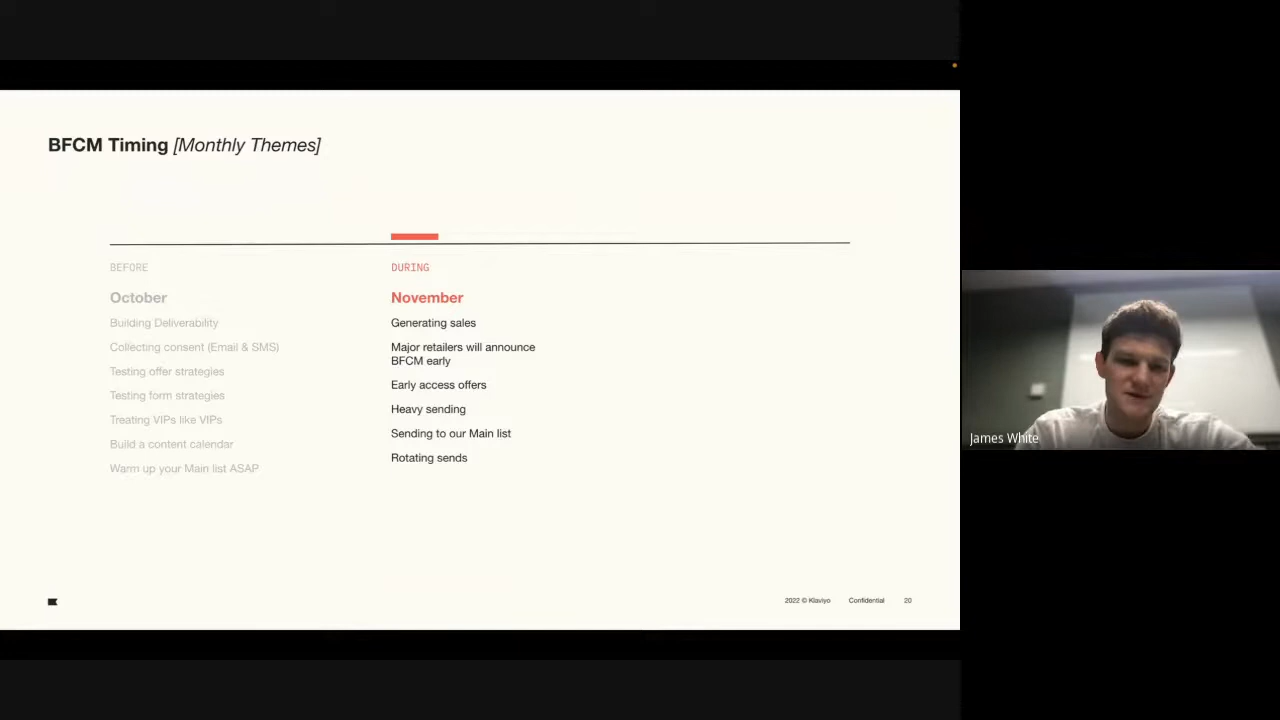 BFCM Timing [Monthly Themes]
BEFORE
October
Building Deliverability
Collecting consent (Email & SMS)
Testing offer strategies
Testing form strategies
Treating VIPs like VIPs
Build a content calendar
Warm up your Main list ASAP
DURING
November
Generating sales
Major retailers will announce
BFCM early
Early access offers
Heavy sending
Sending to our Main list
Rotating sends
2022 © Klaviyo Confidential 20
James White